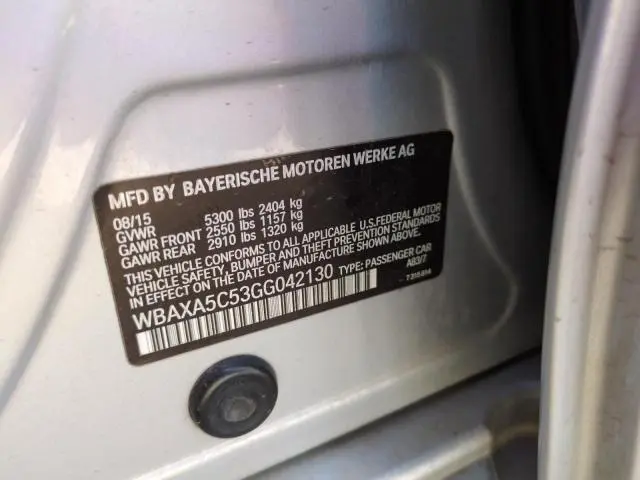 MFD BY BAYERISCHE MOTOREN WERKE AG
08/15
GVWR 5300 lbs 2404 kg
GAWR FRONT 2550 lbs 1157 kg
GAWR REAR 2910 lbs 1320 kg
THIS VEHICLE CONFORMS TO ALL APPLICABLE U.S.FEDERAL MOTOR
VEHICLE SAFETY, BUMPER, AND THEFT PREVENTION STANDARDS
IN EFFECT ON THE DATE OF MANUFACTURE SHOWN ABOVE.
WBAXA5C53GG042130 TYPE: PASSENGER CAR
A83/7